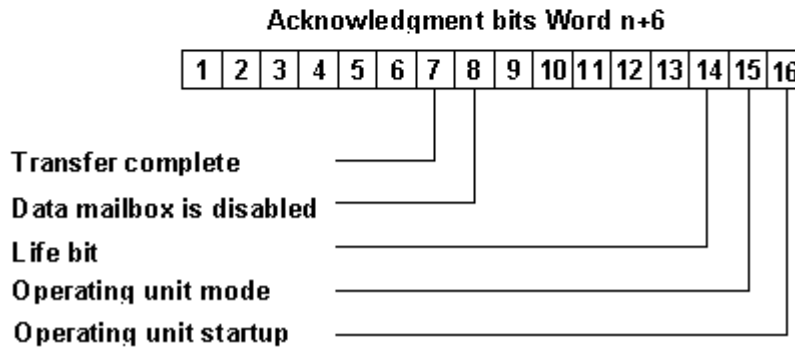 Acknowledgment bits Word n+6
1 2 3 4 5 6 7 8 9 10 11 12 13 14 15 16
Transfer complete
Data mailbox is disabled
Life bit
Operating unit mode
Operating unit startup